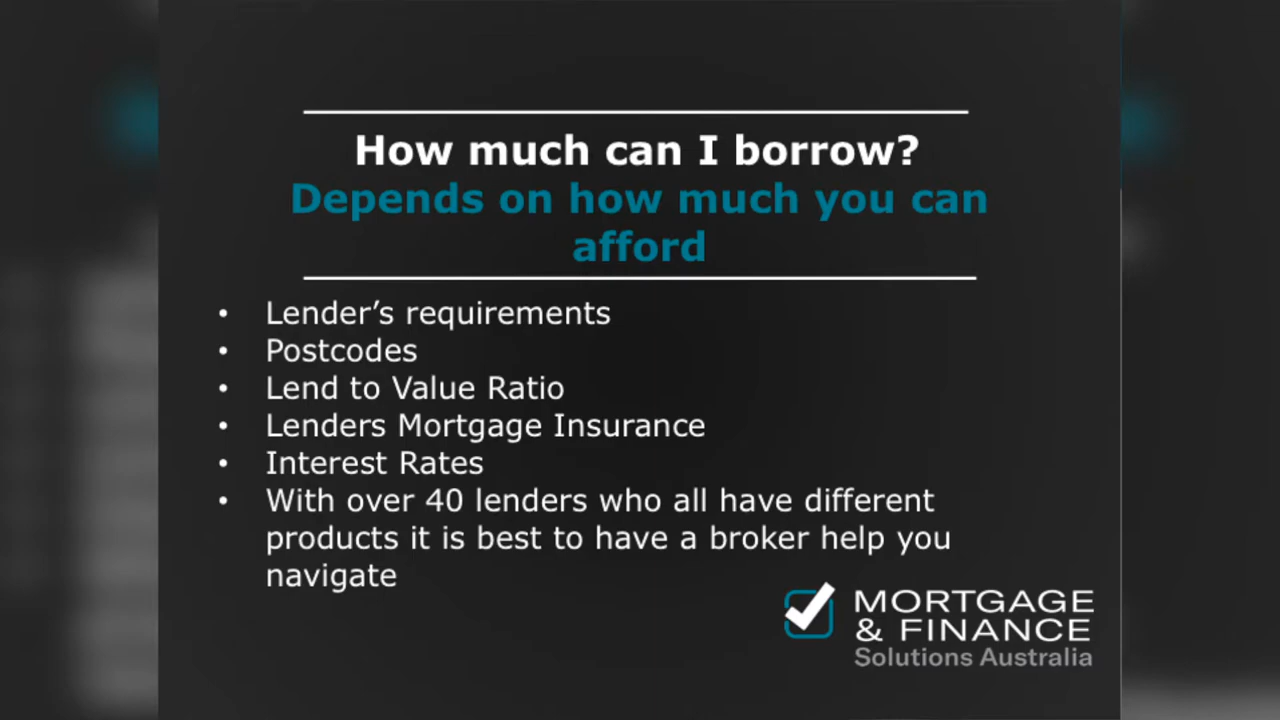 How much can I borrow?
Depends on how much you can
afford
• Lender’s requirements
• Postcodes
• Lend to Value Ratio
• Lenders Mortgage Insurance
• Interest Rates
• With over 40 lenders who all have different
products it is best to have a broker help you
navigate
MORTGAGE
& FINANCE
Solutions Australia